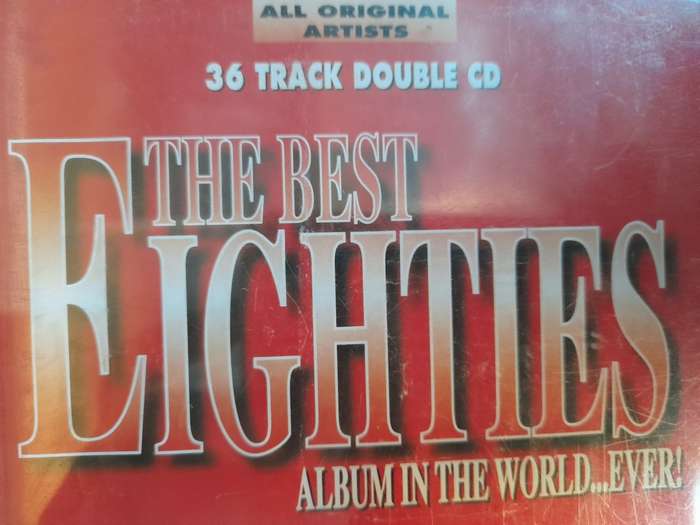 ALL ORIGINAL
ARTISTS
36 TRACK DOUBLE CD
THE BEST
EIGHTIES
ALBUM IN THE WORLD...EVER!